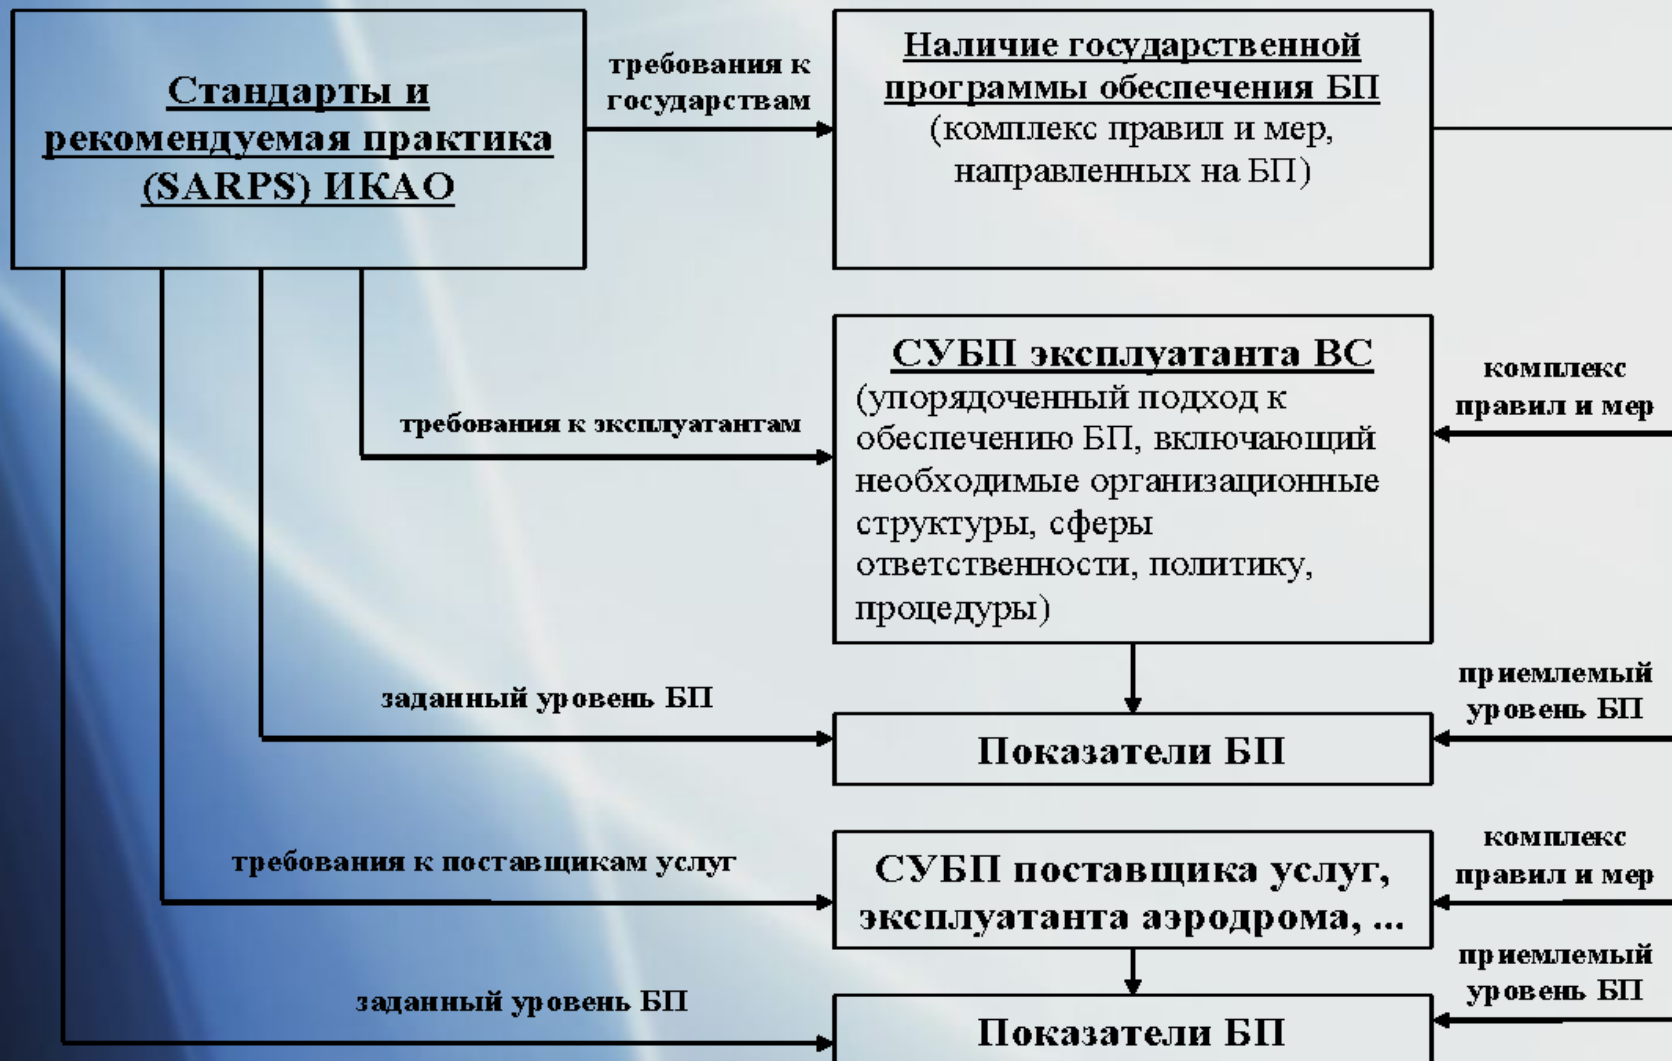 Стандарты и
рекомендуемая практика
(SARPS) ИКАО
требования к
государствам
Наличие государственной
программы обеспечения БП
(комплекс правил и мер,
направленных на БП)
СУБП эксплуатанта ВС
(упорядоченный подход к
обеспечению БП, включающий
необходимые организационные
структуры, сферы
ответственности, политику,
процедуры)
требования к эксплуатантам
комплекс
правил и мер
заданный уровень БП
Показатели БП
приемлемый
уровень БП
требования к поставщикам услуг
СУБП поставщика услуг,
эксплуатанта аэродрома, ...
комплекс
правил и мер
заданный уровень БП
Показатели БП
приемлемый
уровень БП